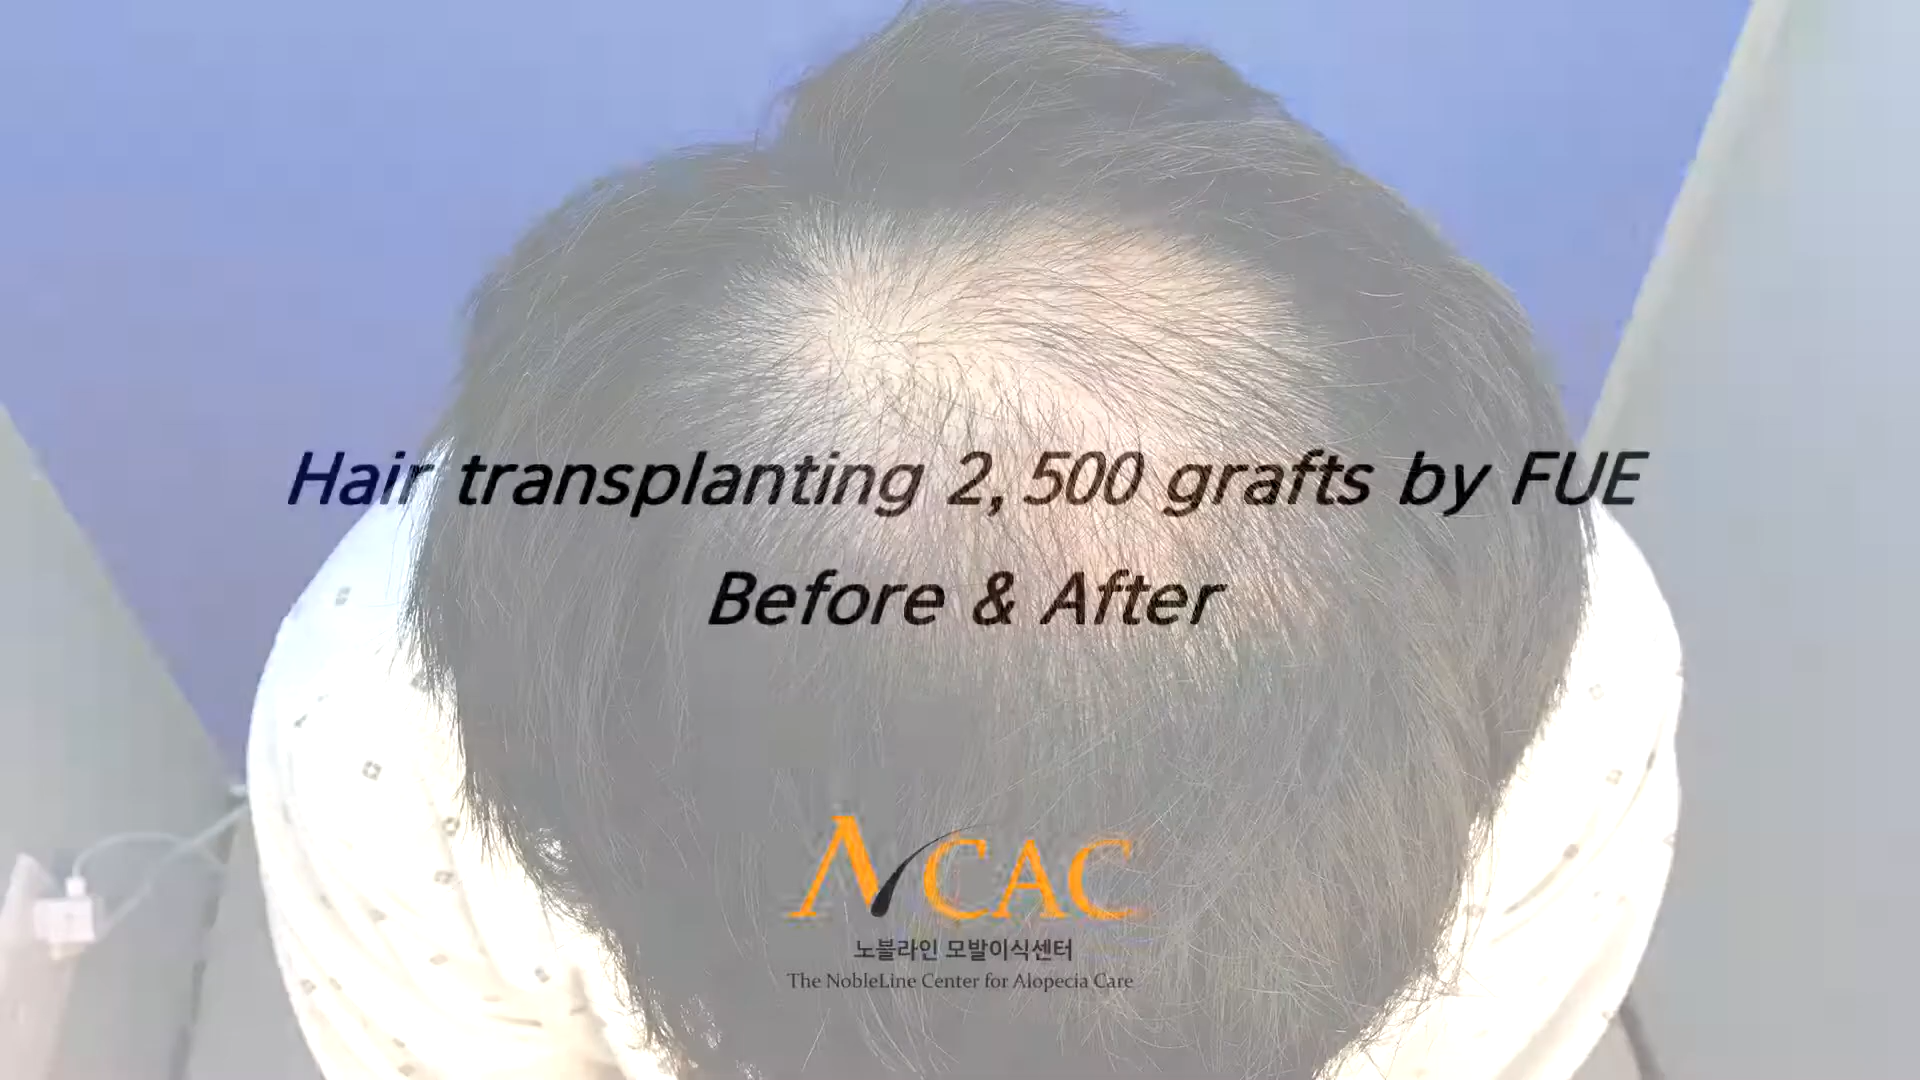 Hair transplanting 2,500 grafts by FUE
Before & After
NCAC
노블라인 모발이식센터
The NobleLine Center for Alopecia Care